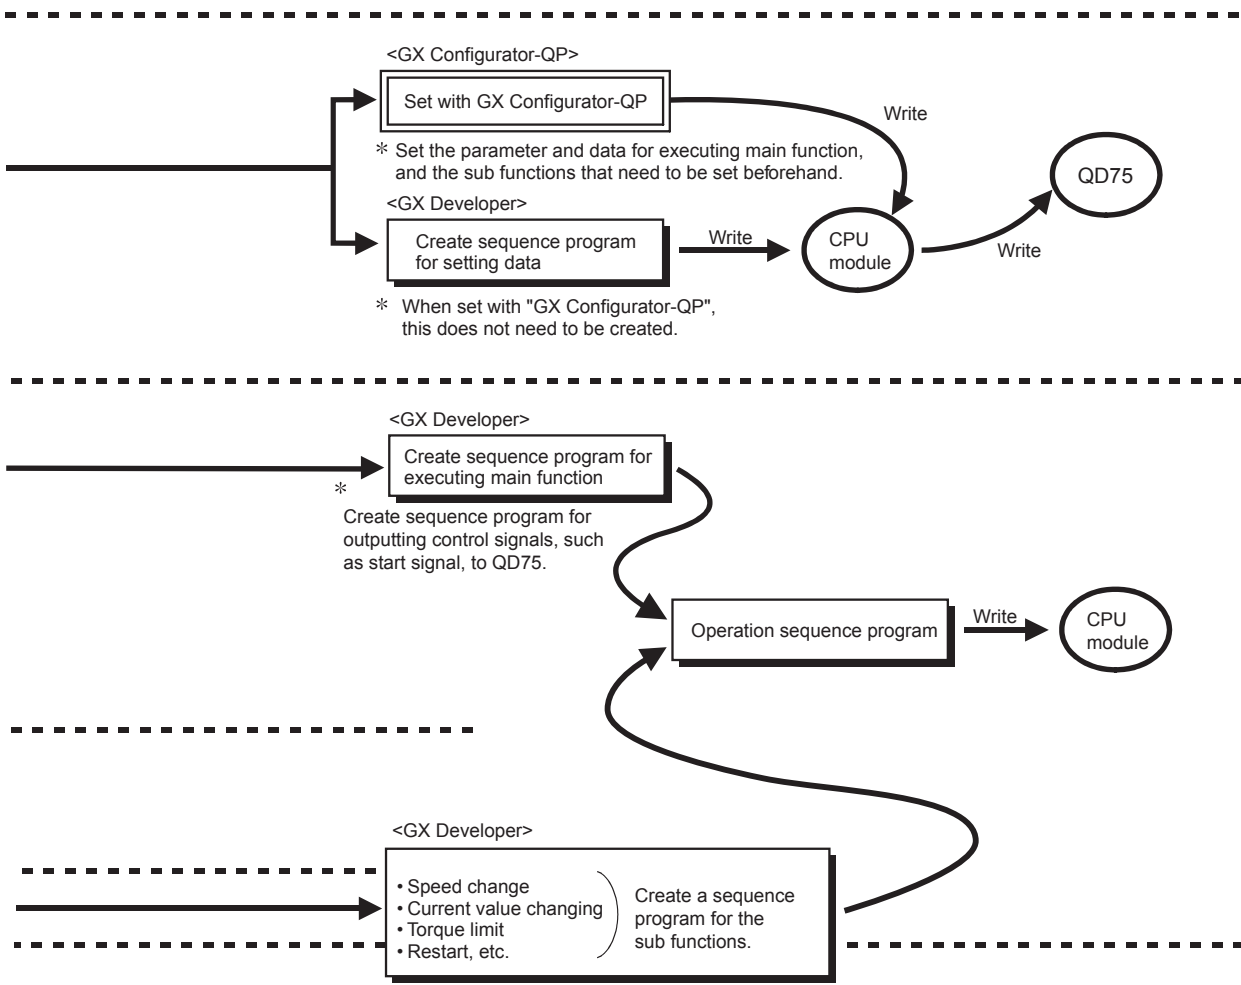 <GX Configurator-QP>
Set with GX Configurator-QP
Write
* Set the parameter and data for executing main function,
and the sub functions that need to be set beforehand.
QD75
<GX Developer>
Create sequence program
for setting data
Write
CPU
module
Write
* When set with "GX Configurator-QP",
this does not need to be created.
<GX Developer>
Create sequence program for
executing main function
*
Create sequence program for
outputting control signals, such
as start signal, to QD75.
Operation sequence program
Write
CPU
module
<GX Developer>
• Speed change
• Current value changing
• Torque limit
• Restart, etc.
Create a sequence
program for the
sub functions.